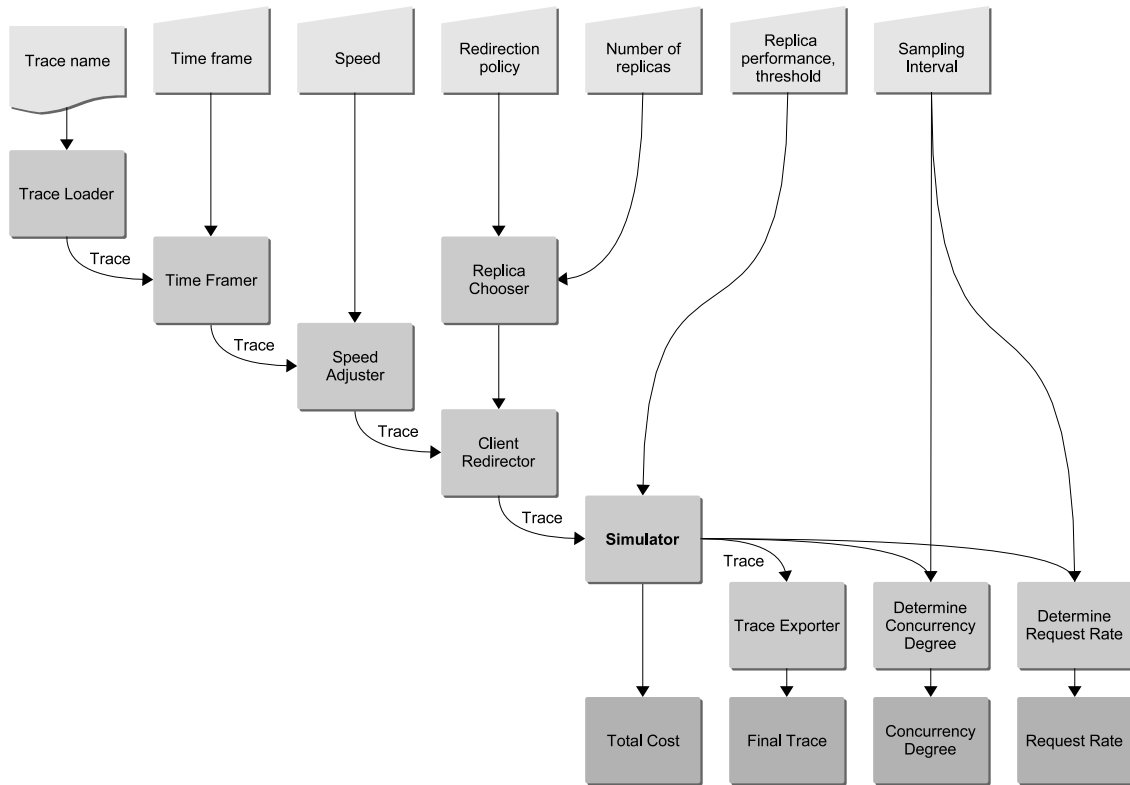 Trace name
Time frame
Speed
Redirection
policy
Number of
replicas
Replica
performance,
threshold
Sampling
Interval
Trace Loader
Trace
Time Framer
Replica
Chooser
Trace
Speed
Adjuster
Trace
Client
Redirector
Trace
Simulator
Trace
Trace Exporter
Determine
Concurrency
Degree
Determine
Request Rate
Total Cost
Final Trace
Concurrency
Degree
Request Rate